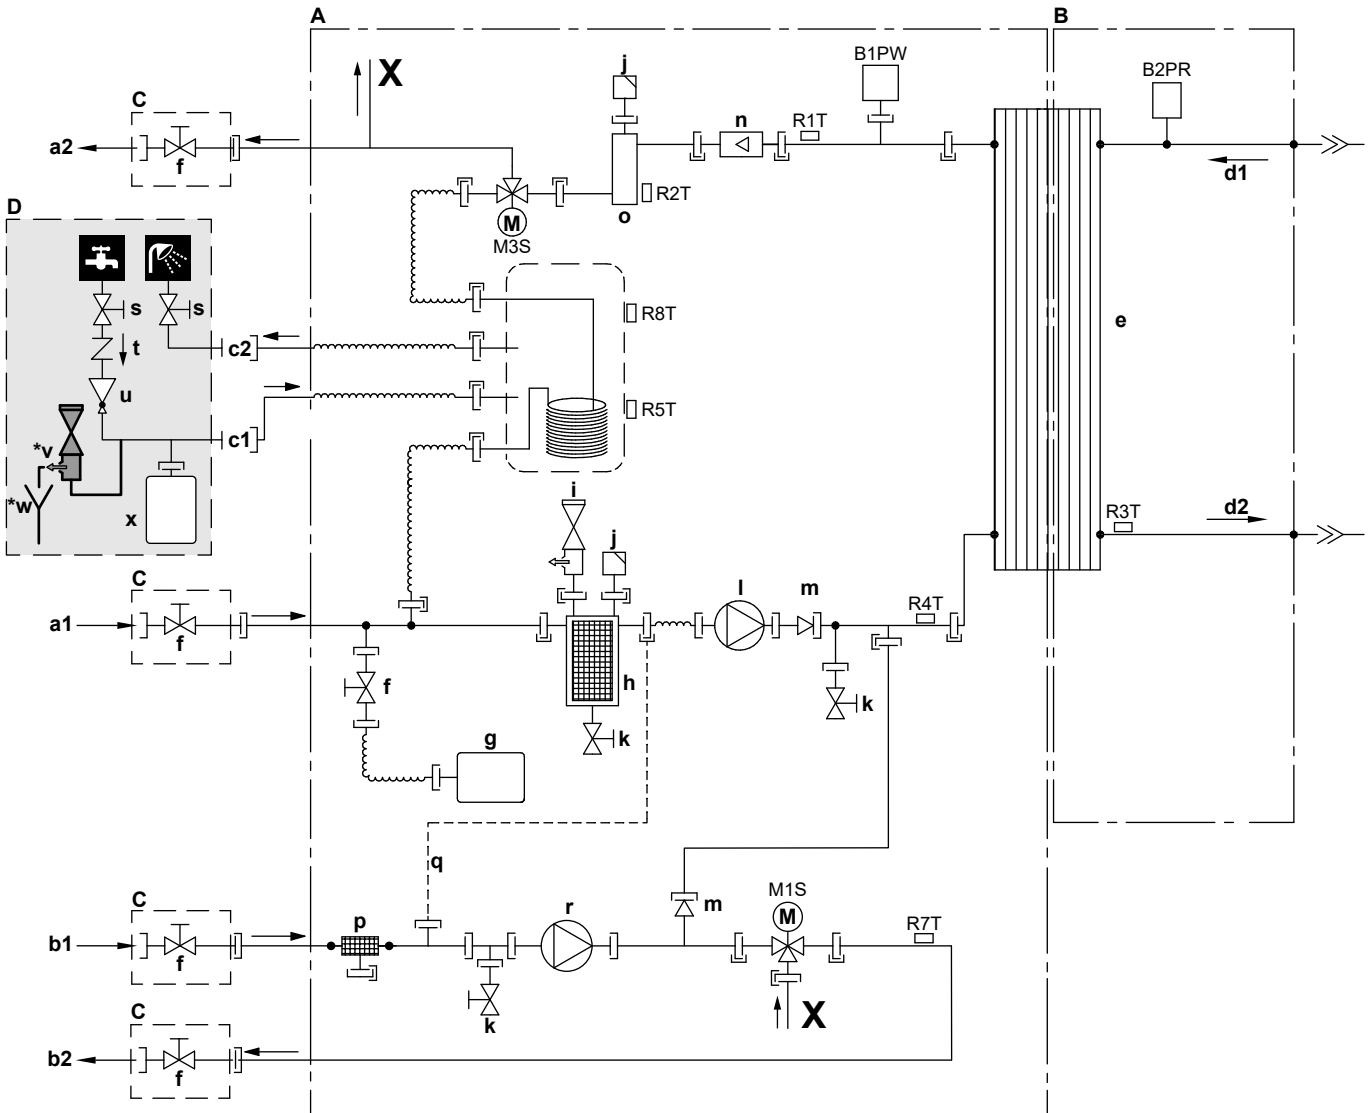 A
B
X
j
B1PW
B2PR
C
n
R1T
a2
f
d1
D
M
M3S
o
R2T
s
s
R8T
e
t
c2
u
R5T
*v
c1
*w
x
i
j
R3T
d2
C
a1
f
l
m
R4T
f
h
k
k
g
q
C
p
r
m
M1S
M
R7T
b1
f
k
X
C
b2
f